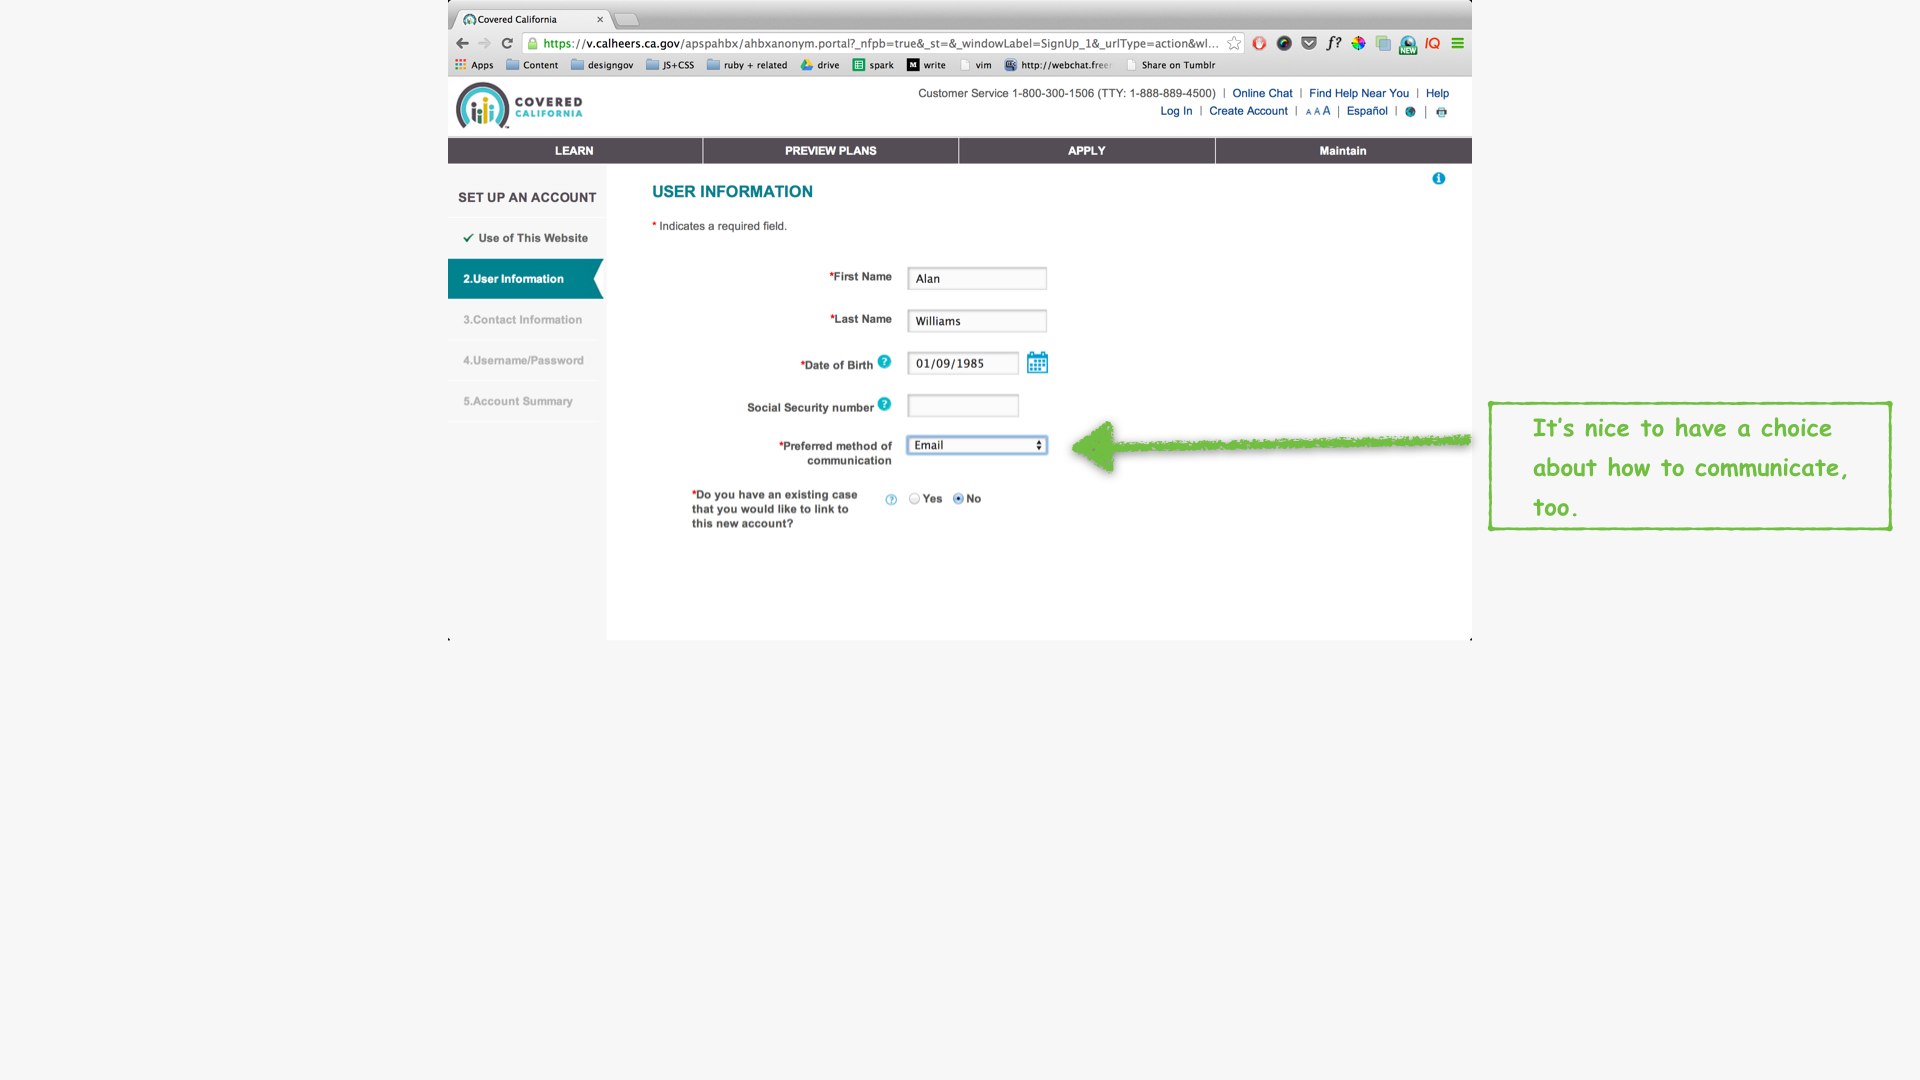 Covered California
https://v.calheers.ca.gov/apspahbx/ahbxanonym.portal?_nfpb=true&_st=&_windowLabel=SignUp_1&_urlType=action&wl...
f?
NEW
IQ
Apps Content designgov JS+CSS ruby + related drive spark M write vim http://webchat.free Share on Tumblr
COVERED
CALIFORNIA
Customer Service 1-800-300-1506 (TTY: 1-888-889-4500) | Online Chat | Find Help Near You | Help
Log In | Create Account | A A A | Español | |
LEARN PREVIEW PLANS APPLY Maintain
SET UP AN ACCOUNT
Use of This Website
2.User Information
3.Contact Information
4.Username/Password
5.Account Summary
USER INFORMATION
* Indicates a required field.
*First Name Alan
*Last Name Williams
*Date of Birth ? 01/09/1985
Social Security number ?
*Preferred method of
communication
Email
*Do you have an existing case
that you would like to link to
this new account?
? Yes No
It's nice to have a choice
about how to communicate,
too.